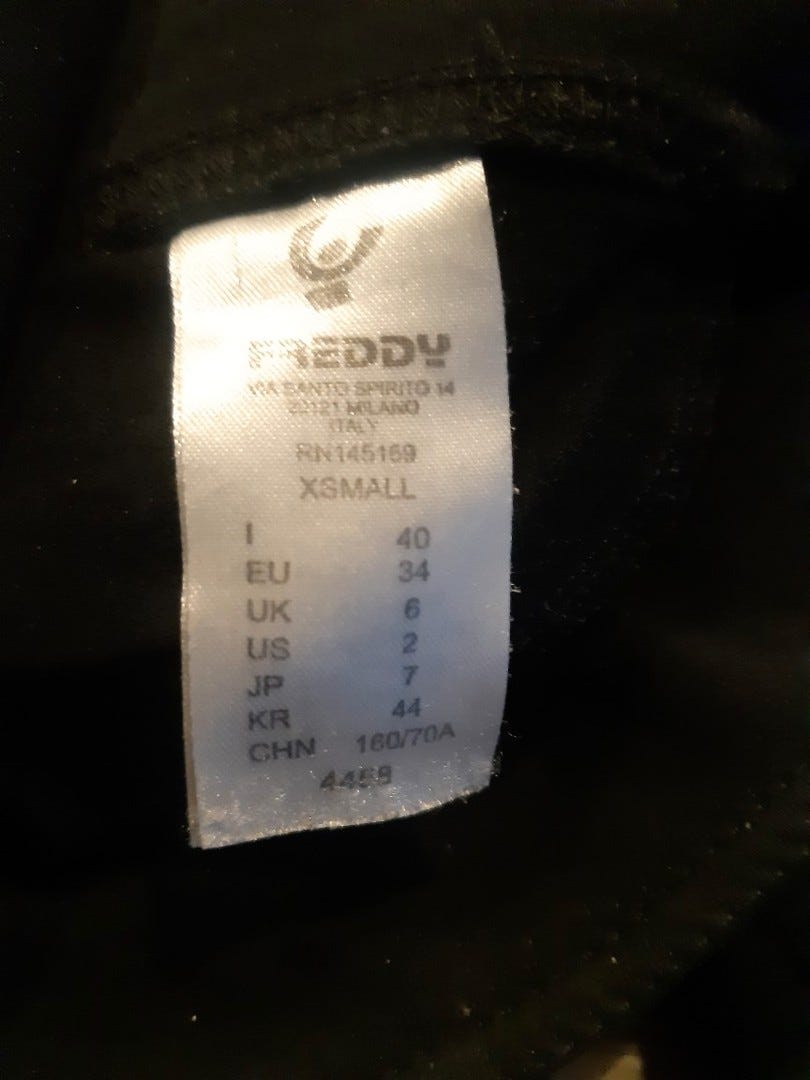 FREDDY
VIA SANTO SPIRITO 14
20121 MILANO
ITALY
RN145169
XSMALL
I 40
EU 34
UK 6
US 2
JP 7
KR 44
CHN 160/70A
4458